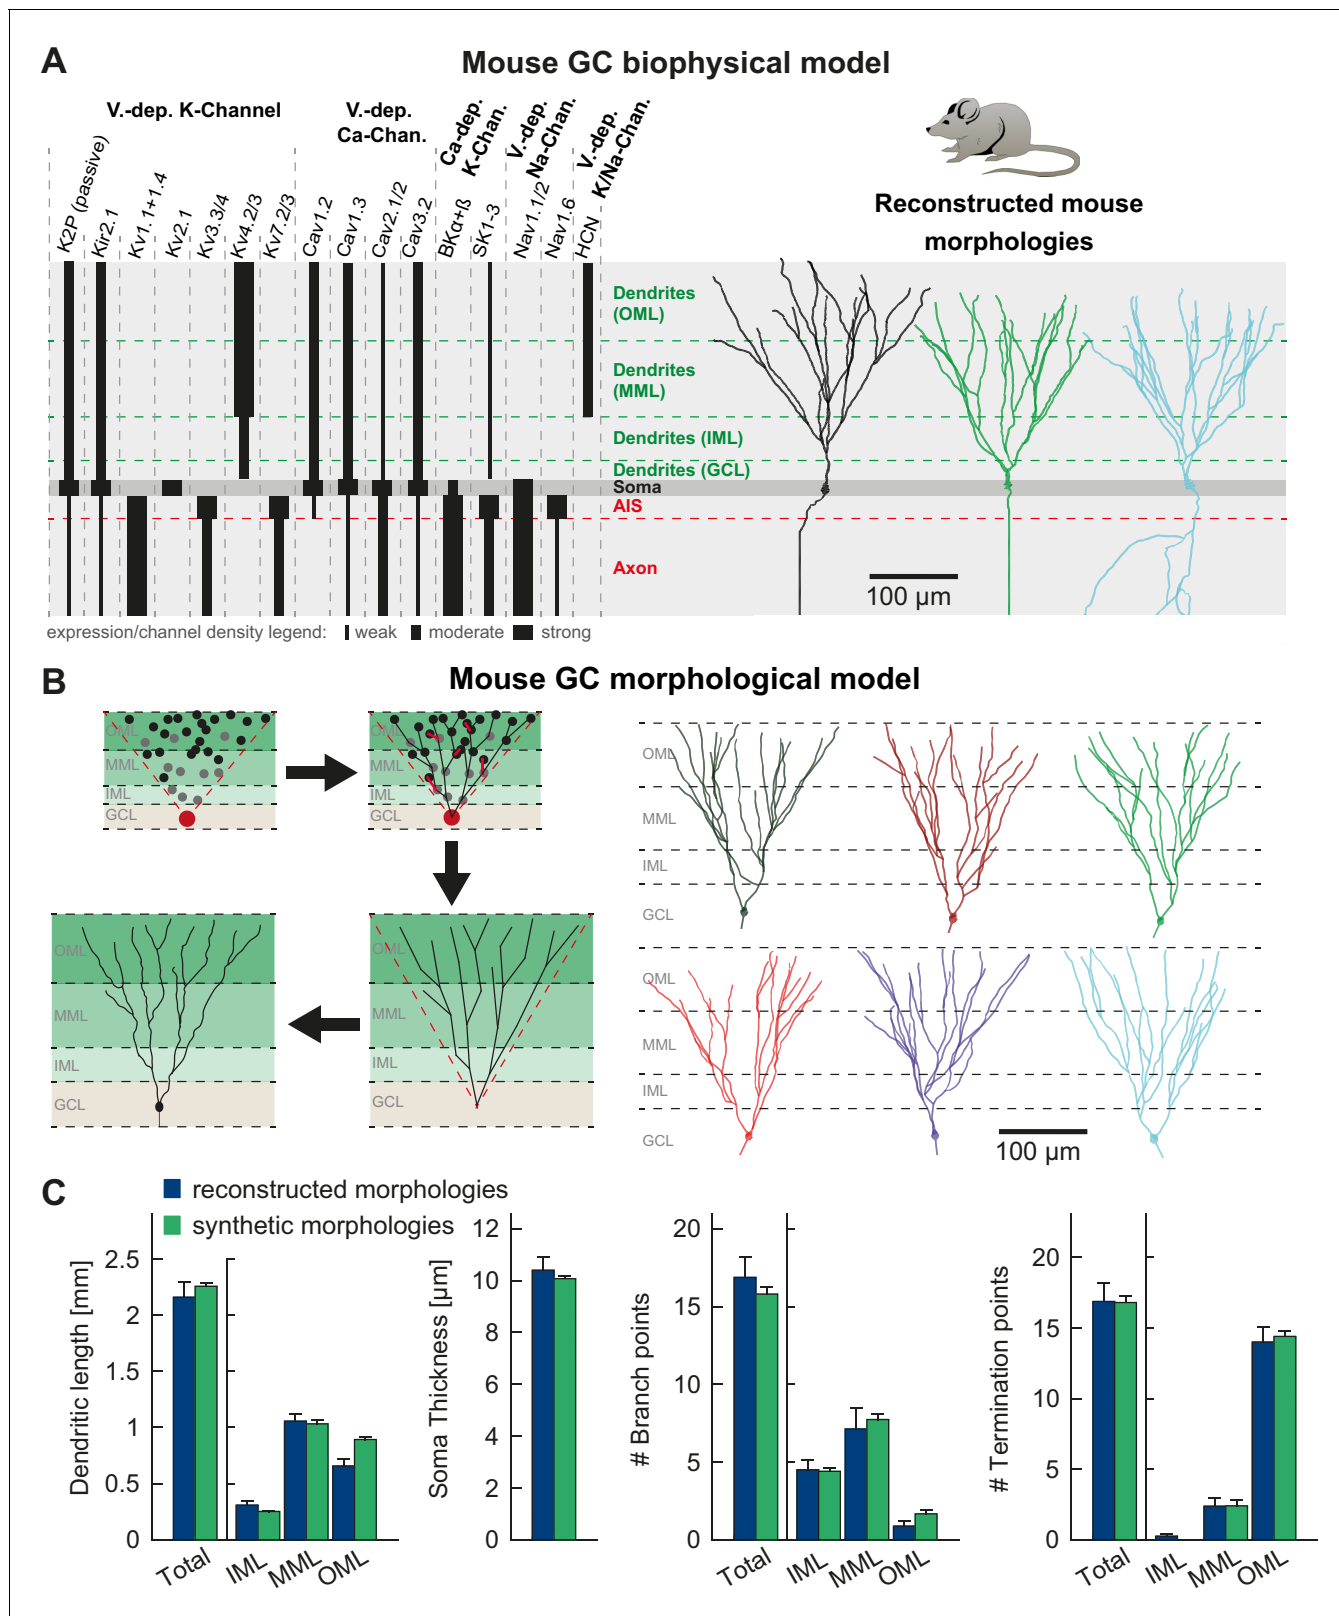 A
Mouse GC biophysical model
V.-dep. K-Channel
V.-dep.
Ca-Chan.
Ca-dep.
K-Chan.
V.-dep.
Na-Chan.
V.-dep.
K/Na-Chan.
K2P (passive)
Kir2.1
Kv1.1+1.4
Kv2.1
Kv3.3/4
Kv4.2/3
Kv7.2/3
Cav1.2
Cav1.3
Cav2.1/2
Cav3.2
BKα+ß
SK1-3
Nav1.1/2
Nav1.6
HCN
Reconstructed mouse
morphologies
Dendrites
(OML)
Dendrites
(MML)
Dendrites (IML)
Dendrites (GCL)
Soma
AIS
Axon
100 µm
expression/channel density legend: weak moderate strong
B
Mouse GC morphological model
OML
MML
IML
GCL
OML
MML
IML
GCL
OML
MML
IML
GCL
OML
MML
IML
GCL
OML
MML
IML
GCL
OML
MML
IML
GCL
100 µm
C
reconstructed morphologies
synthetic morphologies
Dendritic length [mm]
2.5
2
1.5
1
0.5
0
Total
IML
MML
OML
Soma Thickness [µm]
12
10
8
6
4
2
0
# Branch points
20
15
10
5
0
Total
IML
MML
OML
# Termination points
20
15
10
5
0
Total
IML
MML
OML